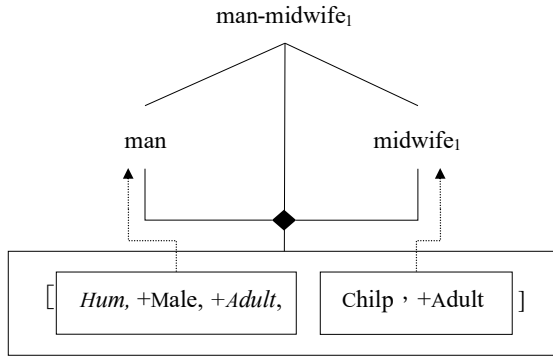 man-midwife₁
man midwife₁
[ Hum, +Male, +Adult, Chilp , +Adult ]